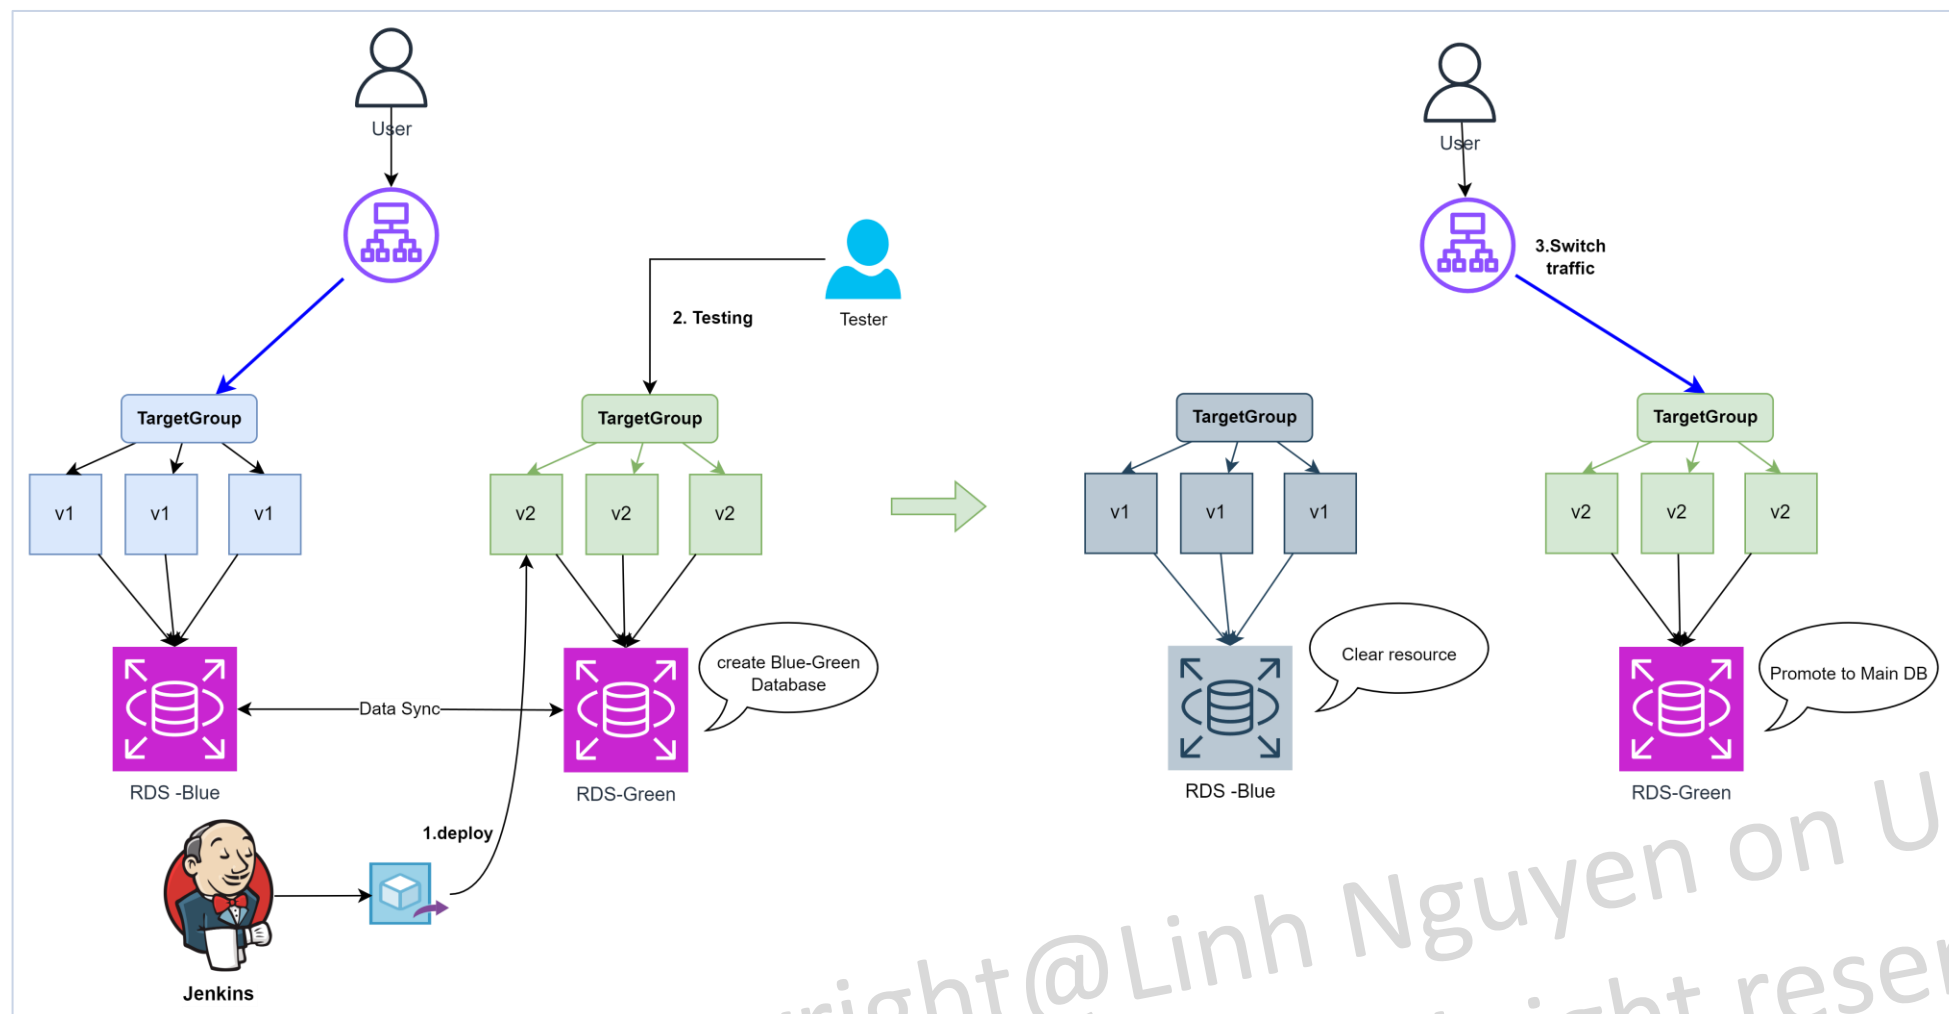 User
User
3.Switch
traffic
2. Testing
Tester
TargetGroup
TargetGroup
TargetGroup
TargetGroup
v1
v1
v1
v2
v2
v2
v1
v1
v1
v2
v2
v2
create Blue-Green
Database
Clear resource
Promote to Main DB
Data Sync
RDS -Blue
RDS-Green
RDS -Blue
RDS-Green
1.deploy
Jenkins
right@Linh Nguyen on U